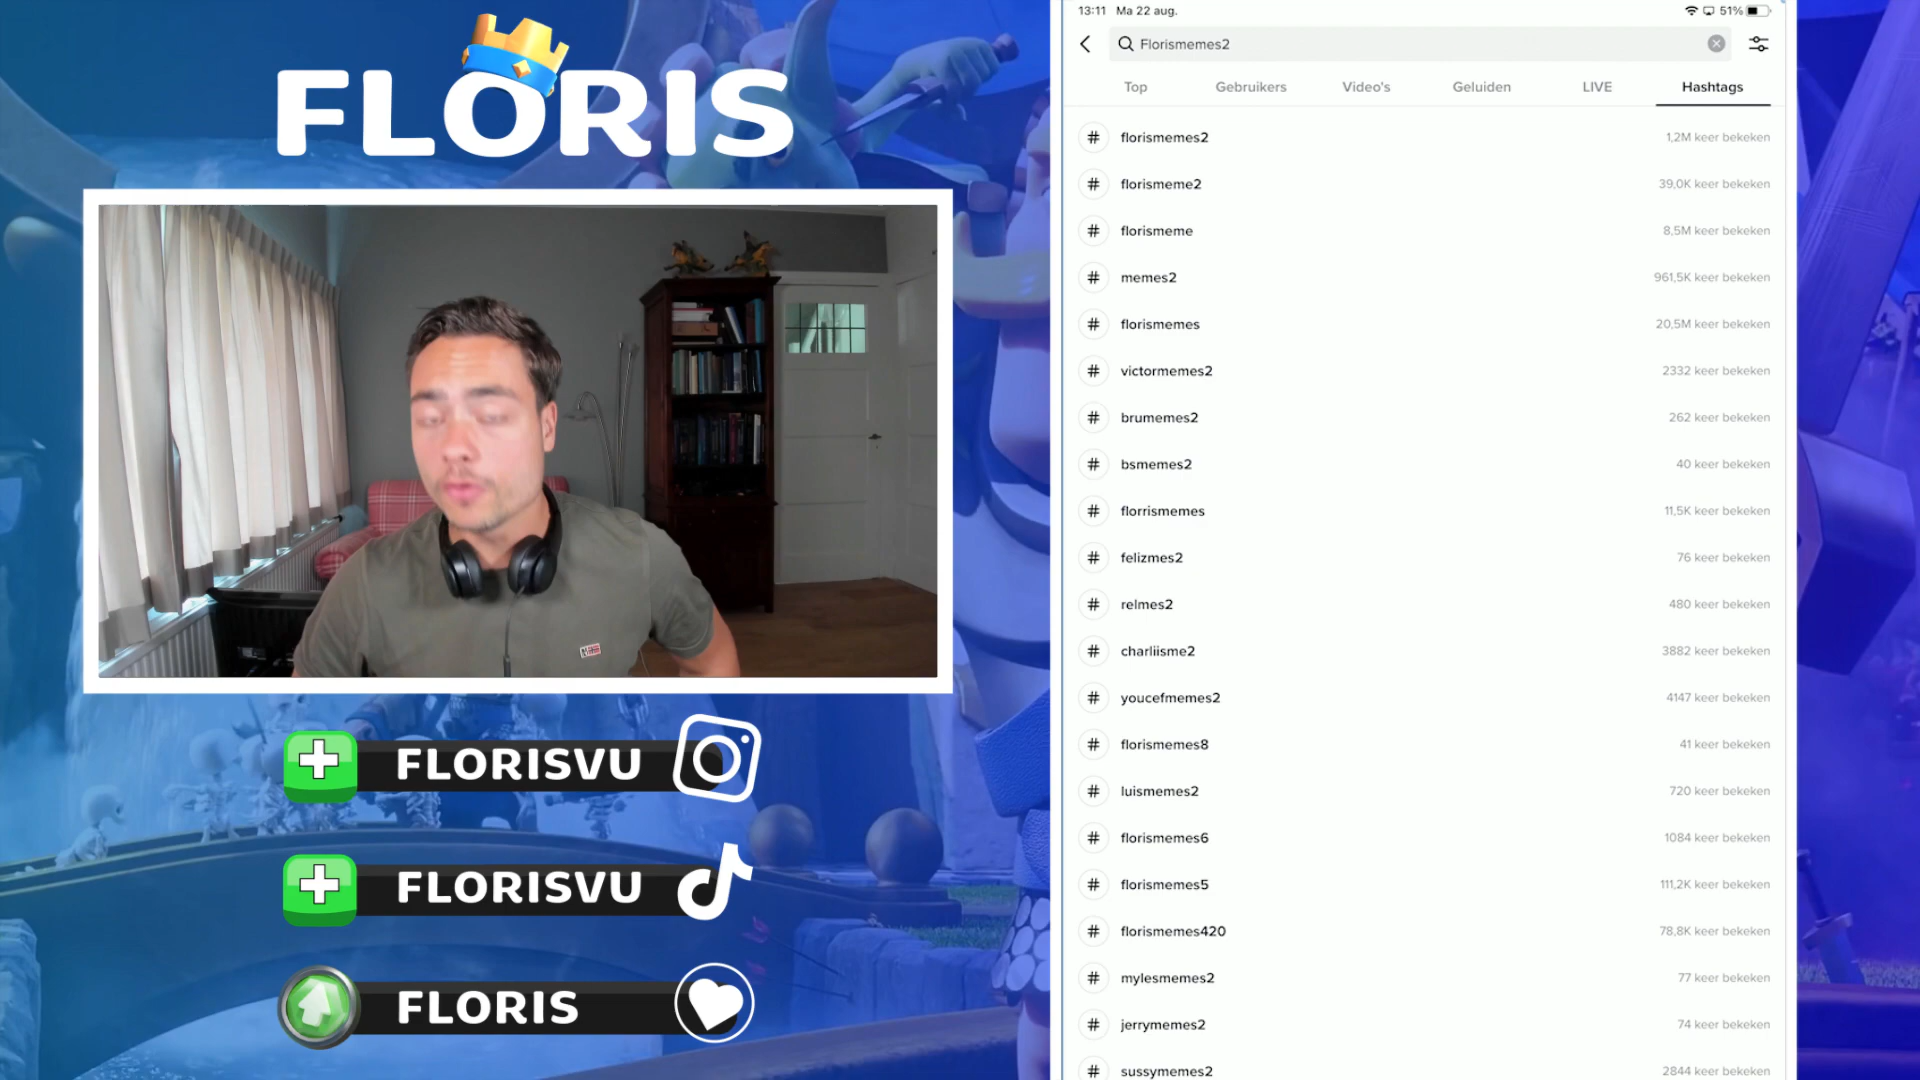 FLORIS
FLORISVU
FLORISVU
FLORIS
13:11 Ma 22 aug.
51%
Florismemes2
Top Gebruikers Video's Geluiden LIVE Hashtags
# florismemes2 1,2M keer bekeken
# florismeme2 39,0K keer bekeken
# florismeme 8,5M keer bekeken
# memes2 961,5K keer bekeken
# florismemes 20,5M keer bekeken
# victormemes2 2332 keer bekeken
# brumemes2 262 keer bekeken
# bsmemes2 40 keer bekeken
# florrismemes 11,5K keer bekeken
# felizmes2 76 keer bekeken
# relmes2 480 keer bekeken
# charliisme2 3882 keer bekeken
# youcefmemes2 4147 keer bekeken
# florismemes8 41 keer bekeken
# luismemes2 720 keer bekeken
# florismemes6 1084 keer bekeken
# florismemes5 111,2K keer bekeken
# florismemes420 78,8K keer bekeken
# mylesmemes2 77 keer bekeken
# jerrymemes2 74 keer bekeken
# sussymemes2 2844 keer bekeken